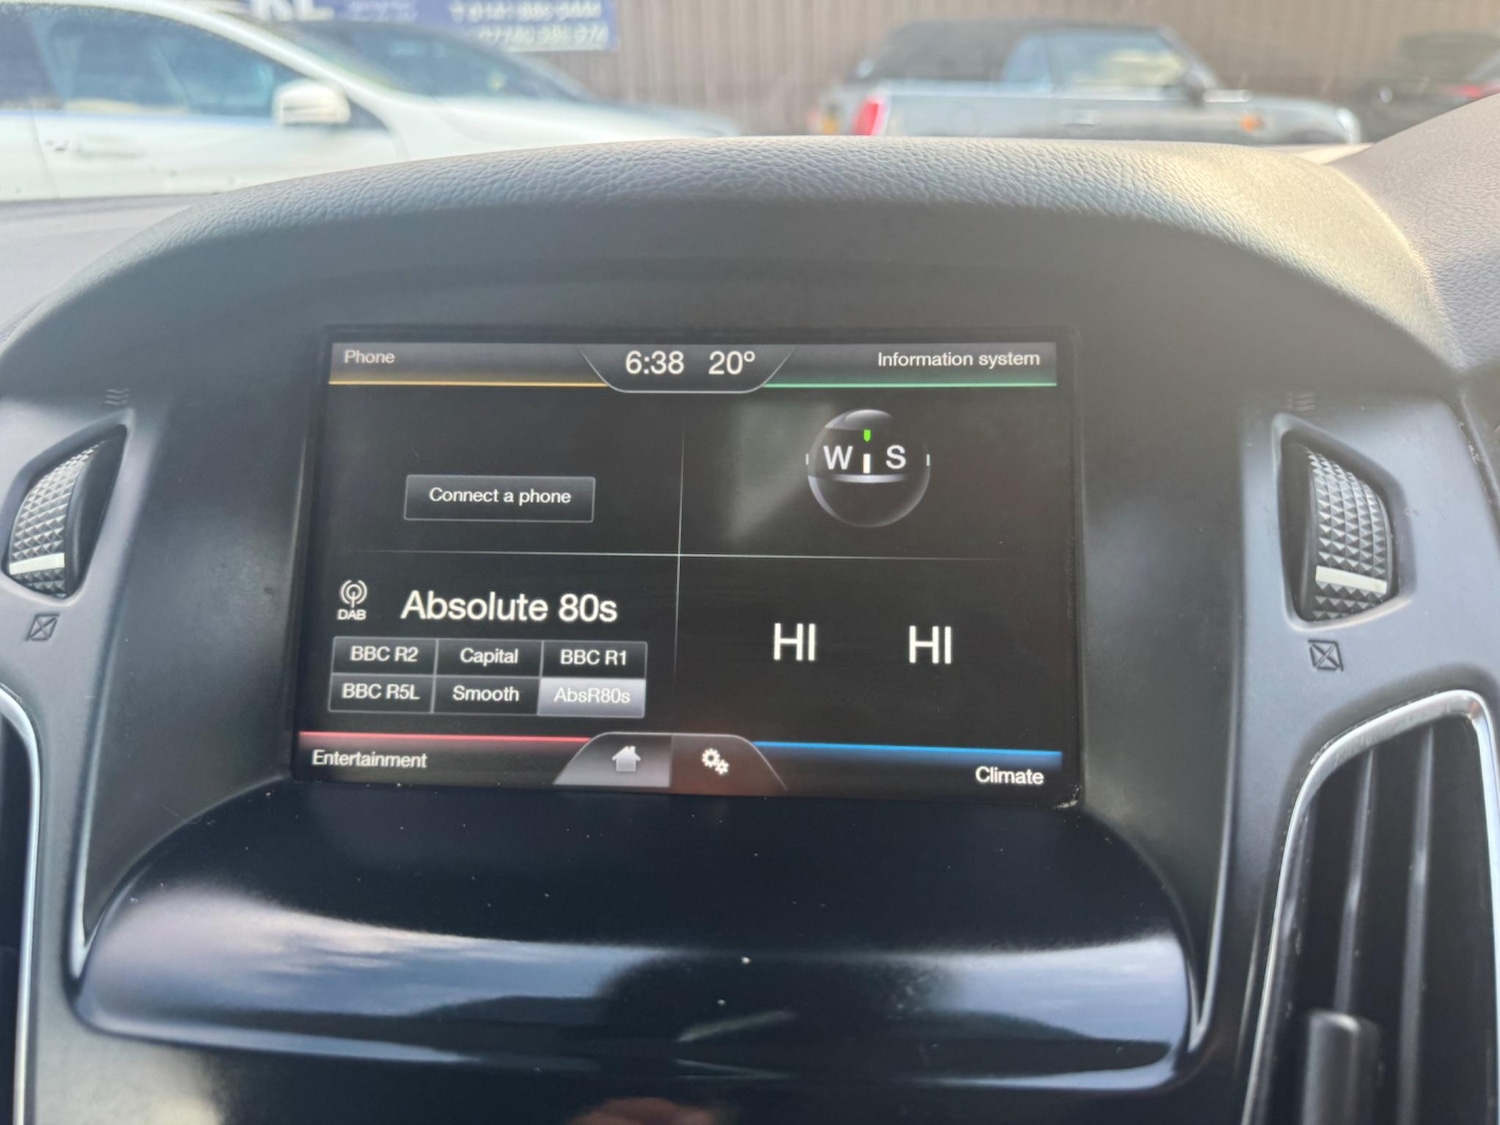 Phone
6:38 20°
Information system
Connect a phone
W S
DAB
Absolute 80s
BBC R2 Capital BBC R1
BBC R5L Smooth AbsR80s
HI HI
Entertainment
Climate